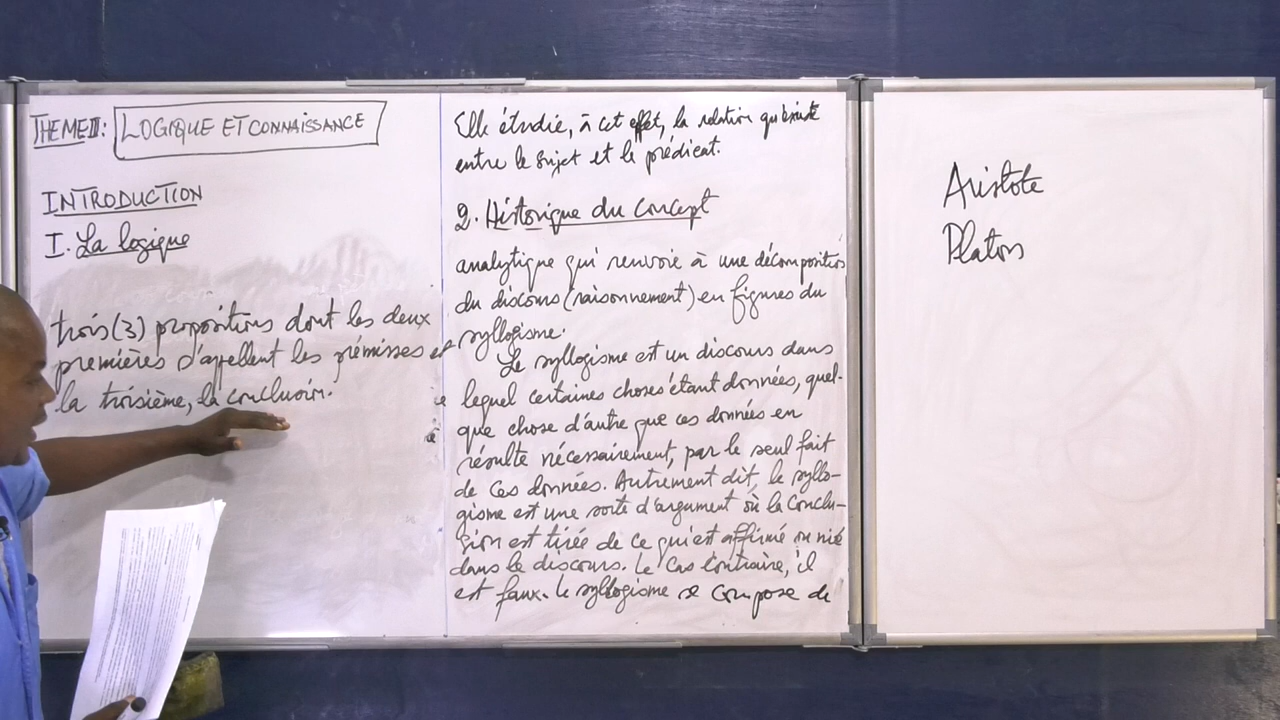 THEME II: LOGIQUE ET CONNAISSANCE
INTRODUCTION
I. La logique
trois (3) propositions dont les deux
premières s'appellent les prémisses et
la troisième, la conclusion.
Elle étudie, à cet effet, la relation qui existe
entre le sujet et le prédicat.
2. Historique du concept
analytique qui renvoie à une décomposition
du discours (raisonnement) en figures du
syllogisme.
Le syllogisme est un discours dans
lequel certaines choses étant données, quel-
que chose d'autre que ces données en
résulte nécessairement, par le seul fait
de ces données. Autrement dit, le syllo-
gisme est une sorte d'argument où la conclu-
sion est tirée de ce qui est affirmé ou nié
dans le discours. Le cas contraire, il
est faux. Le syllogisme se compose de
Aristote
Platon